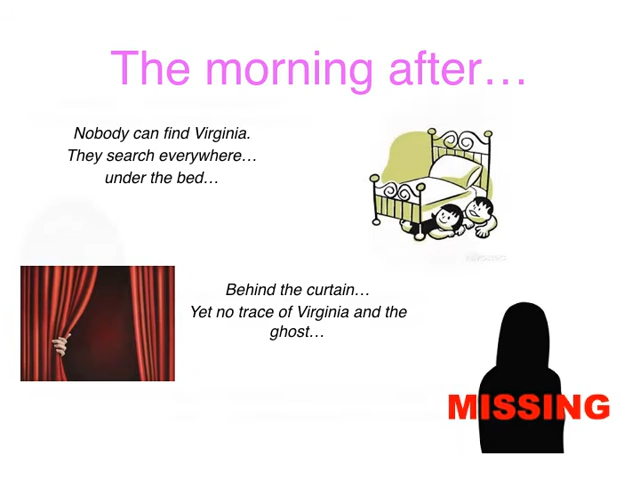 The morning after…
Nobody can find Virginia.
They search everywhere…
under the bed…
Behind the curtain…
Yet no trace of Virginia and the
ghost…
MISSING